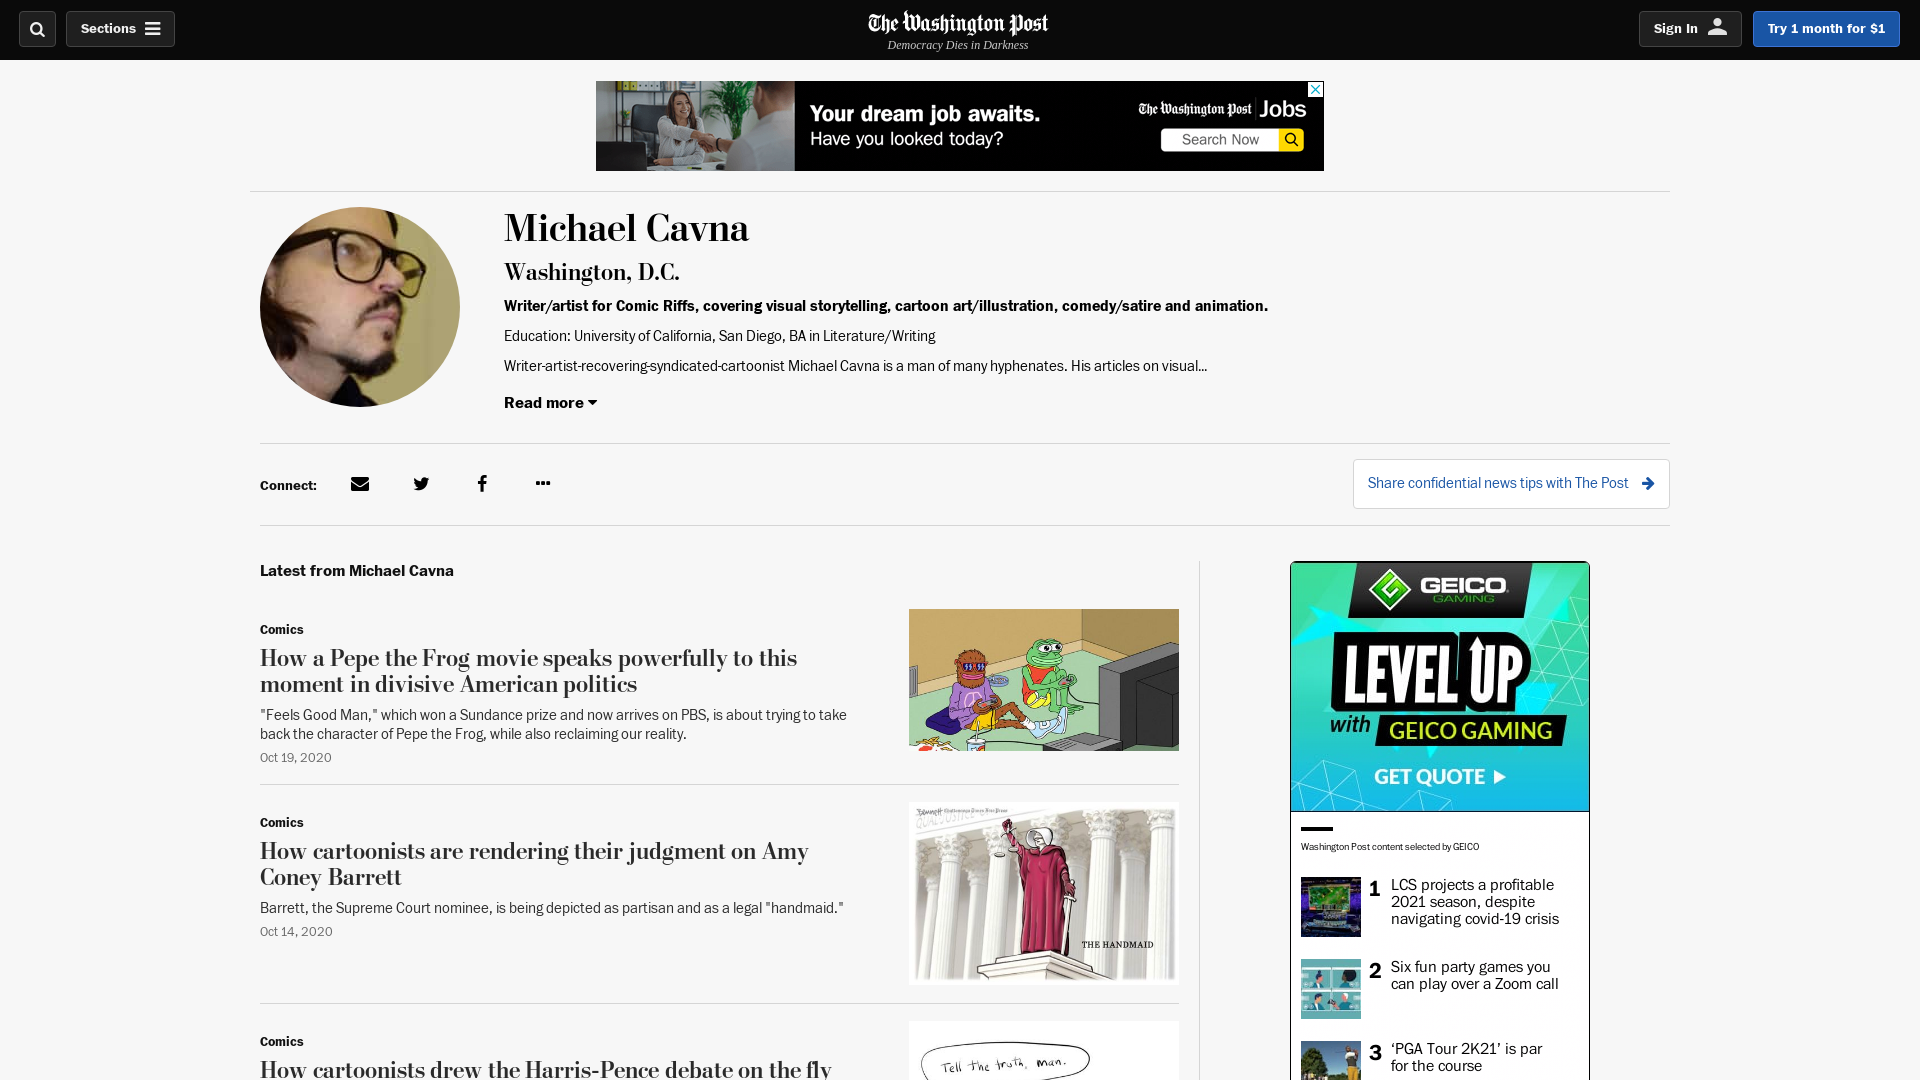 Sections
The Washington Post
Democracy Dies in Darkness
Sign In
Try 1 month for $1
Your dream job awaits.
Have you looked today?
The Washington Post Jobs
Search Now
Michael Cavna
Washington, D.C.
Writer/artist for Comic Riffs, covering visual storytelling, cartoon art/illustration, comedy/satire and animation.
Education: University of California, San Diego, BA in Literature/Writing
Writer-artist-recovering-syndicated-cartoonist Michael Cavna is a man of many hyphenates. His articles on visual...
Read more
Connect:
Share confidential news tips with The Post
Latest from Michael Cavna
Comics
How a Pepe the Frog movie speaks powerfully to this
moment in divisive American politics
"Feels Good Man," which won a Sundance prize and now arrives on PBS, is about trying to take
back the character of Pepe the Frog, while also reclaiming our reality.
Oct 19, 2020
Comics
How cartoonists are rendering their judgment on Amy
Coney Barrett
Barrett, the Supreme Court nominee, is being depicted as partisan and as a legal "handmaid."
Oct 14, 2020
THE HANDMAID
Comics
How cartoonists drew the Harris-Pence debate on the fly
Tell the truth, man.
GEICO
GAMING
LEVEL UP
with GEICO GAMING
GET QUOTE
Washington Post content selected by GEICO
1
LCS projects a profitable
2021 season, despite
navigating covid-19 crisis
2
Six fun party games you
can play over a Zoom call
3
‘PGA Tour 2K21’ is par
for the course